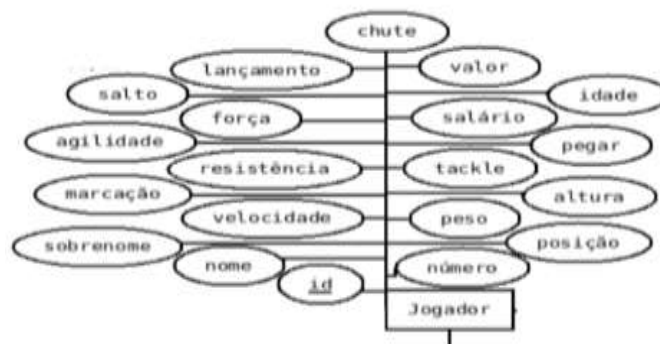 chute
lançamento
valor
salto
idade
força
salário
agilidade
pegar
resistência
tackle
marcação
altura
velocidade
peso
sobrenome
posição
nome
número
id
Jogador